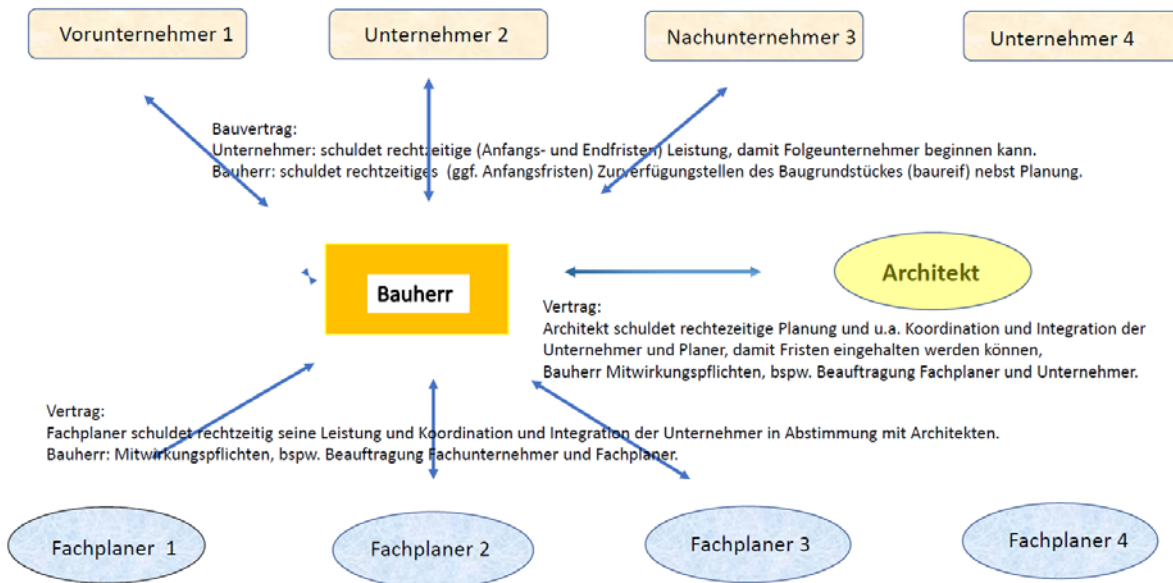 Vorunternehmer 1
Unternehmer 2
Nachunternehmer 3
Unternehmer 4
Bauvertrag:
Unternehmer: schuldet rechtzeitige (Anfangs- und Endfristen) Leistung, damit Folgeunternehmer beginnen kann.
Bauherr: schuldet rechtzeitiges (ggf. Anfangsfristen) Zurverfügungstellen des Baugrundstückes (baureif) nebst Planung.
Bauherr
Architekt
Vertrag:
Architekt schuldet rechtezeitige Planung und u.a. Koordination und Integration der
Unternehmer und Planer, damit Fristen eingehalten werden können,
Bauherr Mitwirkungspflichten, bspw. Beauftragung Fachplaner und Unternehmer.
Vertrag:
Fachplaner schuldet rechtzeitig seine Leistung und Koordination und Integration der Unternehmer in Abstimmung mit Architekten.
Bauherr: Mitwirkungspflichten, bspw. Beauftragung Fachunternehmer und Fachplaner.
Fachplaner 1
Fachplaner 2
Fachplaner 3
Fachplaner 4